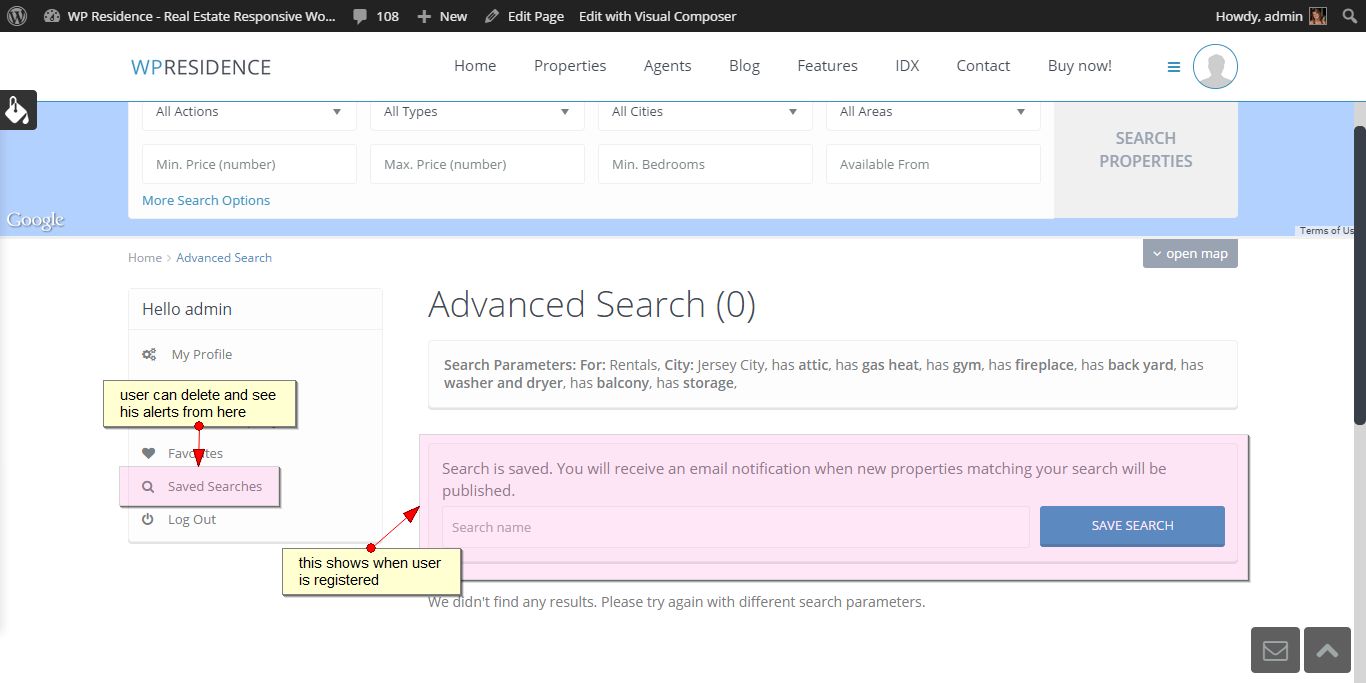 WP Residence - Real Estate Responsive Wo... 108 New Edit Page Edit with Visual Composer Howdy, admin
WPRESIDENCE Home Properties Agents Blog Features IDX Contact Buy now!
All Actions All Types All Cities All Areas
SEARCH
PROPERTIES
Min. Price (number) Max. Price (number) Min. Bedrooms Available From
More Search Options
Google
Terms of Us
Home Advanced Search
open map
Hello admin
My Profile
user can delete and see
his alerts from here
Favorites
Saved Searches
Log Out
Advanced Search (0)
Search Parameters: For: Rentals, City: Jersey City, has attic, has gas heat, has gym, has fireplace, has back yard, has
washer and dryer, has balcony, has storage,
Search is saved. You will receive an email notification when new properties matching your search will be
published.
Search name SAVE SEARCH
this shows when user
is registered
We didn't find any results. Please try again with different search parameters.